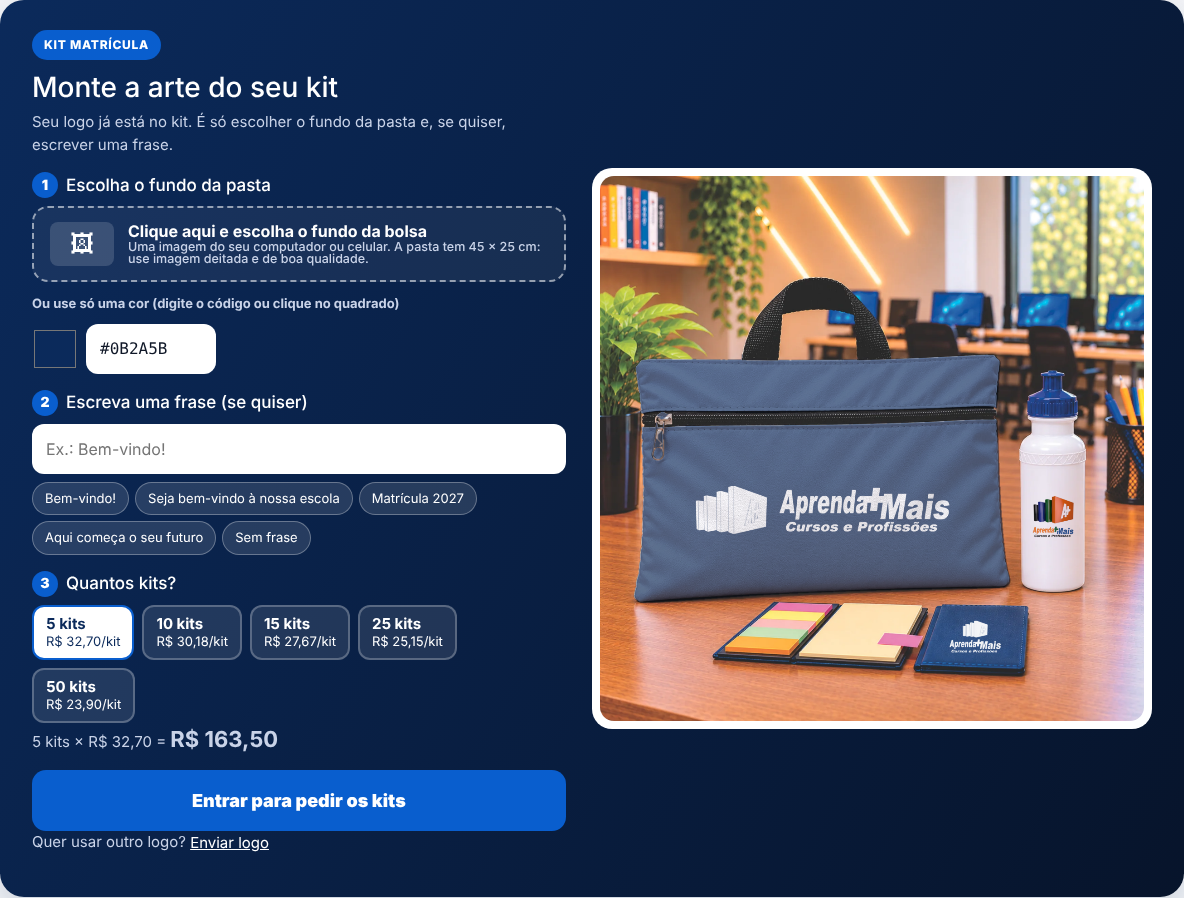 KIT MATRÍCULA
Monte a arte do seu kit
Seu logo já está no kit. É só escolher o fundo da pasta e, se quiser,
escrever uma frase.
1 Escolha o fundo da pasta
Clique aqui e escolha o fundo da bolsa
Uma imagem do seu computador ou celular. A pasta tem 45 × 25 cm:
use imagem deitada e de boa qualidade.
Ou use só uma cor (digite o código ou clique no quadrado)
#0B2A5B
2 Escreva uma frase (se quiser)
Ex.: Bem-vindo!
Bem-vindo! Seja bem-vindo à nossa escola Matrícula 2027
Aqui começa o seu futuro Sem frase
3 Quantos kits?
5 kits 10 kits 15 kits 25 kits
R$ 32,70/kit R$ 30,18/kit R$ 27,67/kit R$ 25,15/kit
50 kits
R$ 23,90/kit
5 kits × R$ 32,70 = R$ 163,50
Entrar para pedir os kits
Quer usar outro logo? Enviar logo
Aprenda+Mais
Cursos e Profissões
A+
Aprenda+Mais
Cursos e Profissões
Aprenda+Mais
Cursos e Profissões